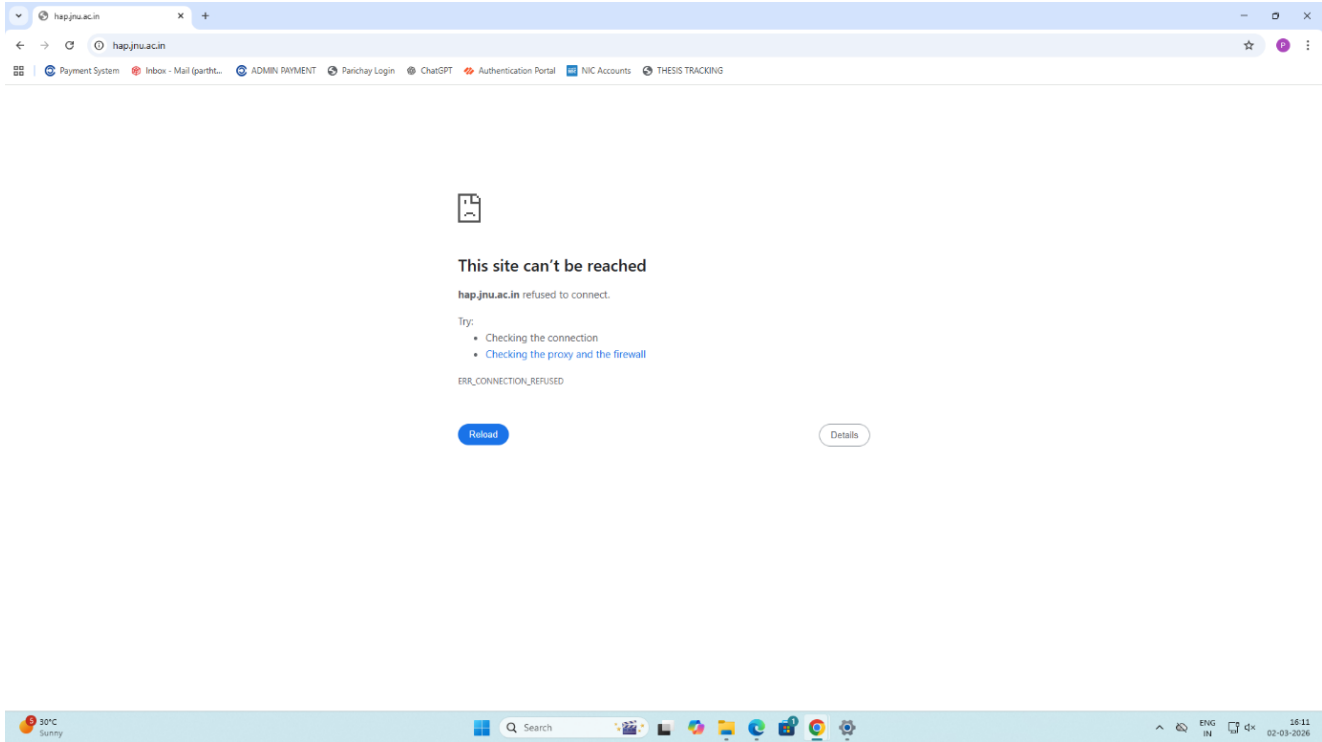 hap.jnu.ac.in
hap.jnu.ac.in
P
Payment System
Inbox - Mail (partht...
ADMIN PAYMENT
Parichay Login
ChatGPT
Authentication Portal
NIC Accounts
THESIS TRACKING
This site can't be reached
hap.jnu.ac.in refused to connect.
Try:
• Checking the connection
• Checking the proxy and the firewall
ERR_CONNECTION_REFUSED
Reload
Details
5
30°C
Sunny
Search
1
ENG
IN
16:11
02-03-2026